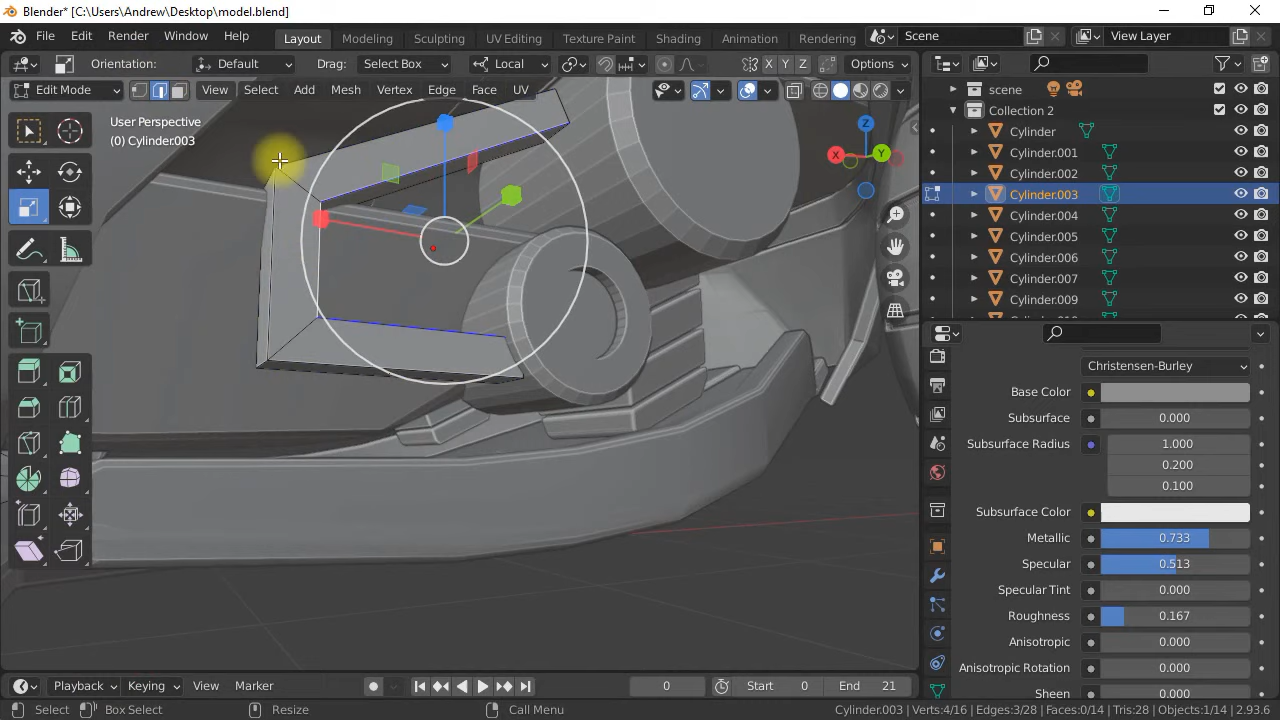 Blender* [C:\Users\Andrew\Desktop\model.blend]
File Edit Render Window Help Layout Modeling Sculpting UV Editing Texture Paint Shading Animation Rendering Scene View Layer
Orientation: Default Drag: Select Box Local X Y Z Options
Edit Mode View Select Add Mesh Vertex Edge Face UV
User Perspective
(0) Cylinder.003
Z
X Y
scene
Collection 2
Cylinder
Cylinder.001
Cylinder.002
Cylinder.003
Cylinder.004
Cylinder.005
Cylinder.006
Cylinder.007
Cylinder.009
Christensen-Burley
Base Color
Subsurface 0.000
Subsurface Radius 1.000
0.200
0.100
Subsurface Color
Metallic 0.733
Specular 0.513
Specular Tint 0.000
Roughness 0.167
Anisotropic 0.000
Anisotropic Rotation 0.000
Sheen 0.000
Playback Keying View Marker 0 Start 0 End 21
Select Box Select Resize Call Menu Cylinder.003 | Verts:4/16 | Edges:3/28 | Faces:0/14 | Tris:28 | Objects:1/14 | 2.93.6